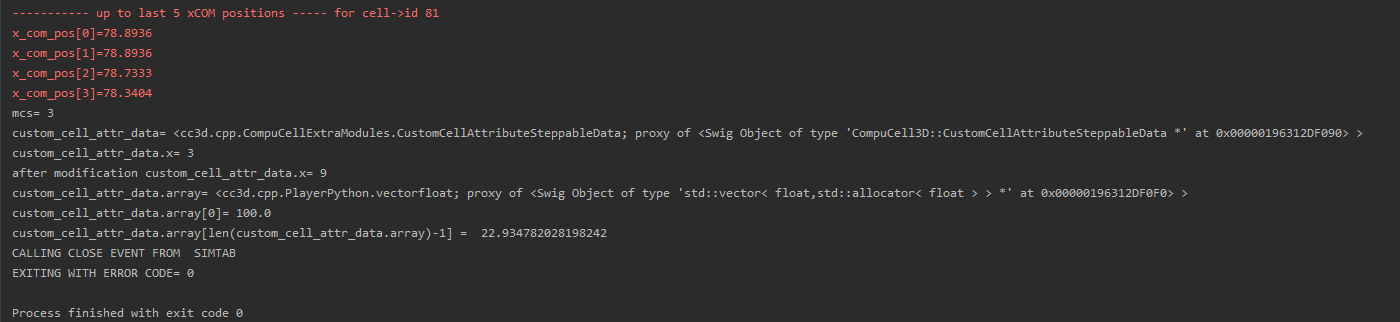 ----------- up to last 5 xCOM positions ----- for cell->id 81
x_com_pos[0]=78.8936
x_com_pos[1]=78.8936
x_com_pos[2]=78.7333
x_com_pos[3]=78.3404
mcs= 3
custom_cell_attr_data= <cc3d.cpp.CompuCellExtraModules.CustomCellAttributeSteppableData; proxy of <Swig Object of type 'CompuCell3D::CustomCellAttributeSteppableData *' at 0x00000196312DF090> >
custom_cell_attr_data.x= 3
after modification custom_cell_attr_data.x= 9
custom_cell_attr_data.array= <cc3d.cpp.PlayerPython.vectorfloat; proxy of <Swig Object of type 'std::vector< float,std::allocator< float > > *' at 0x00000196312DF0F0> >
custom_cell_attr_data.array[0]= 100.0
custom_cell_attr_data.array[len(custom_cell_attr_data.array)-1] =  22.934782028198242
CALLING CLOSE EVENT FROM  SIMTAB
EXITING WITH ERROR CODE= 0
Process finished with exit code 0